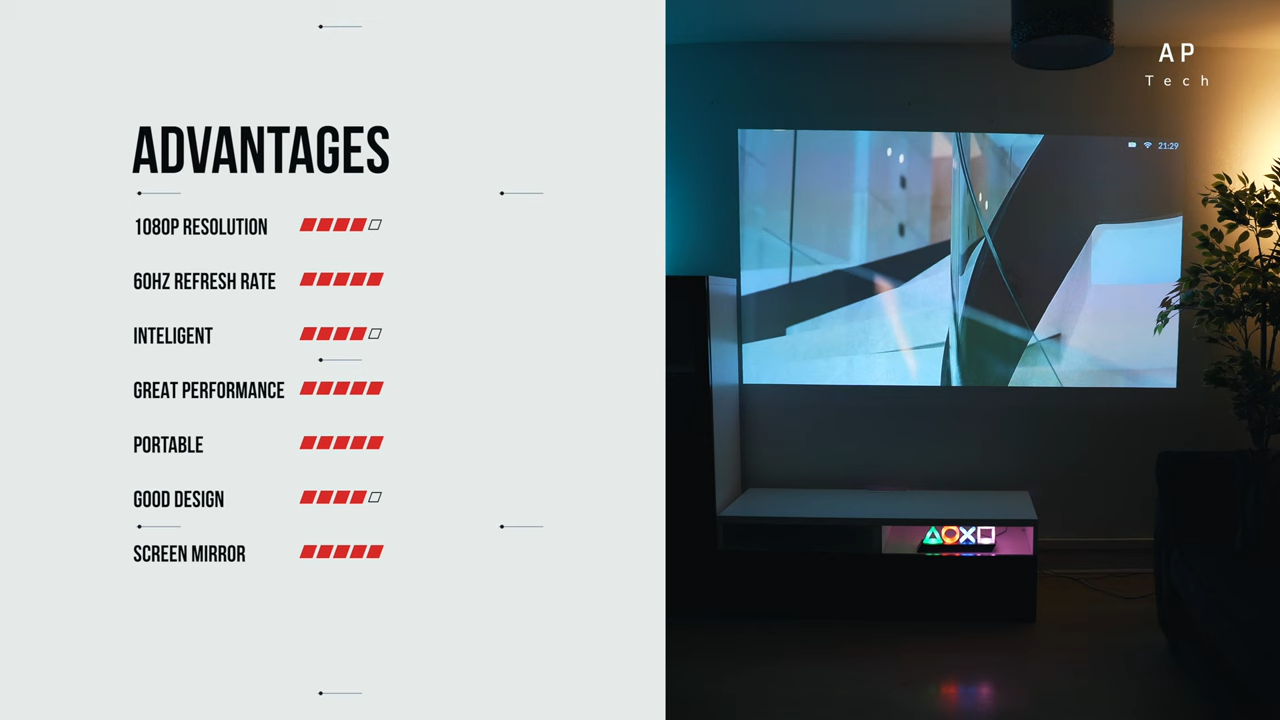 ADVANTAGES
1080P RESOLUTION
60HZ REFRESH RATE
INTELIGENT
GREAT PERFORMANCE
PORTABLE
GOOD DESIGN
SCREEN MIRROR
AP
Tech
21:29